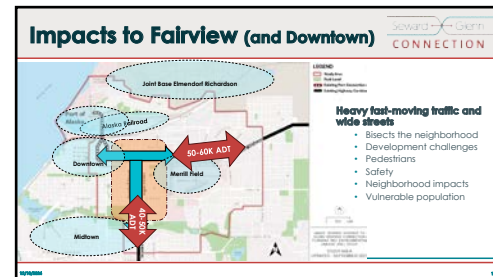 Impacts to Fairview (and Downtown)
Seward Glenn
CONNECTION
Joint Base Elmendorf Richardson
LEGEND
Study Area
Port of
Alaska
Alaska Railroad
Downtown
50-60K ADT
Merrill Field
40-50K
ADT
Midtown
Heavy fast-moving traffic and
wide streets
• Bisects the neighborhood
• Development challenges
• Pedestrians
• Safety
• Neighborhood impacts
• Vulnerable population